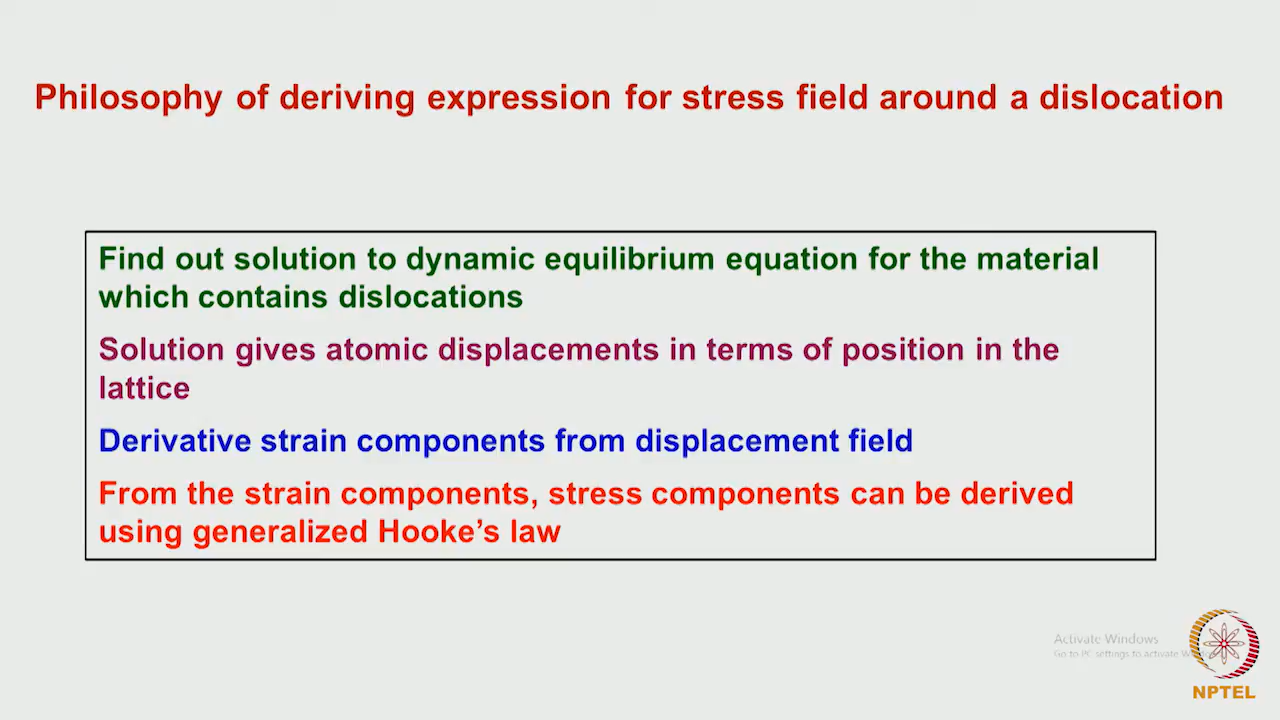 Philosophy of deriving expression for stress field around a dislocation
Find out solution to dynamic equilibrium equation for the material
which contains dislocations
Solution gives atomic displacements in terms of position in the
lattice
Derivative strain components from displacement field
From the strain components, stress components can be derived
using generalized Hooke’s law
Activate Windows
Go to PC settings to activate
NPTEL